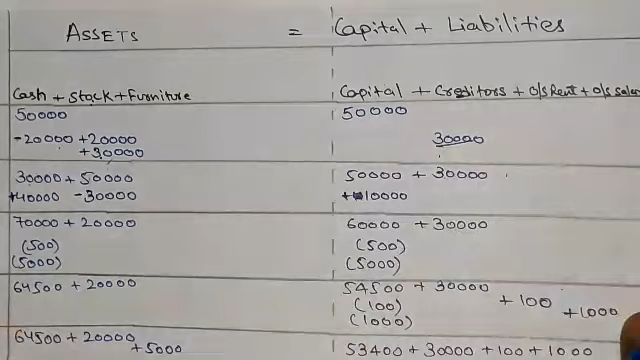 ASSETS = Capital + Liabilities
Cash + Stock + Furniture Capital + Creditors + O/s Rent + O/s Salar
50000 50000
-20000 +20000 30000
+30000
30000 + 50000 50000 + 30000
+40000 -30000 +10000
70000 + 20000 60000 + 30000
(500) (500)
(5000) (5000)
64500 + 20000 54500 + 30000 + 100 + 1000
(100)
(1000)
64500 + 20000
+5000 53400 + 30000 + 100 + 1000